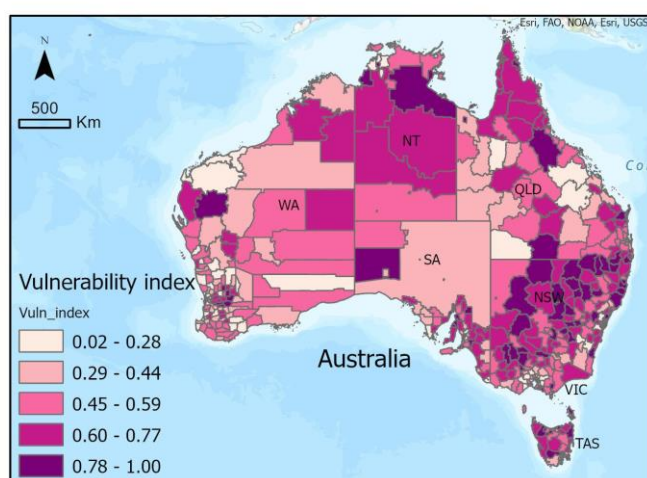 Esri, FAO, NOAA, Esri, USGS
N
500
Km
NT
QLD
WA
SA
NSW
Vulnerability index
Vuln_index
0.02 - 0.28
0.29 - 0.44
0.45 - 0.59
0.60 - 0.77
0.78 - 1.00
Australia
VIC
TAS